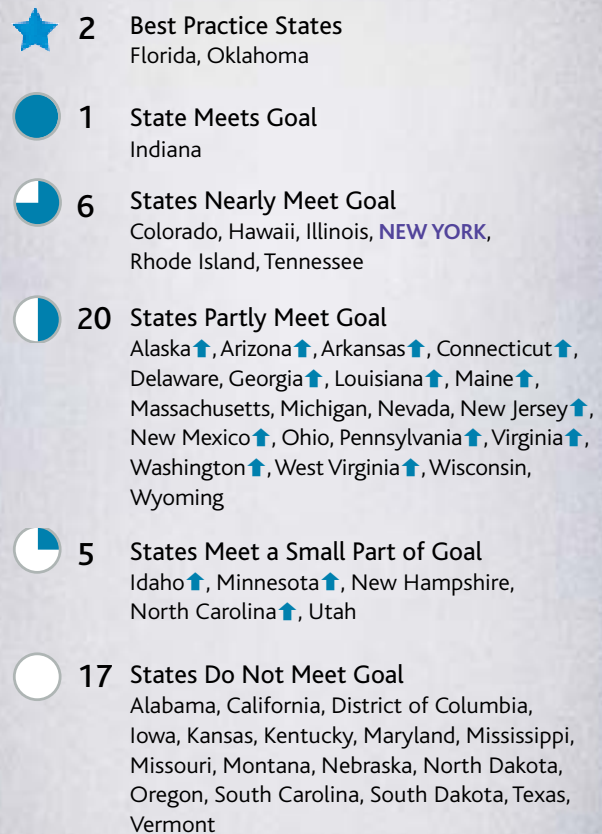 2 Best Practice States
Florida, Oklahoma
1 State Meets Goal
Indiana
6 States Nearly Meet Goal
Colorado, Hawaii, Illinois, NEW YORK,
Rhode Island, Tennessee
20 States Partly Meet Goal
Alaska⬆, Arizona⬆, Arkansas⬆, Connecticut⬆,
Delaware, Georgia⬆, Louisiana⬆, Maine⬆,
Massachusetts, Michigan, Nevada, New Jersey⬆,
New Mexico⬆, Ohio, Pennsylvania⬆, Virginia⬆,
Washington⬆, West Virginia⬆, Wisconsin,
Wyoming
5 States Meet a Small Part of Goal
Idaho⬆, Minnesota⬆, New Hampshire,
North Carolina⬆, Utah
17 States Do Not Meet Goal
Alabama, California, District of Columbia,
Iowa, Kansas, Kentucky, Maryland, Mississippi,
Missouri, Montana, Nebraska, North Dakota,
Oregon, South Carolina, South Dakota, Texas,
Vermont